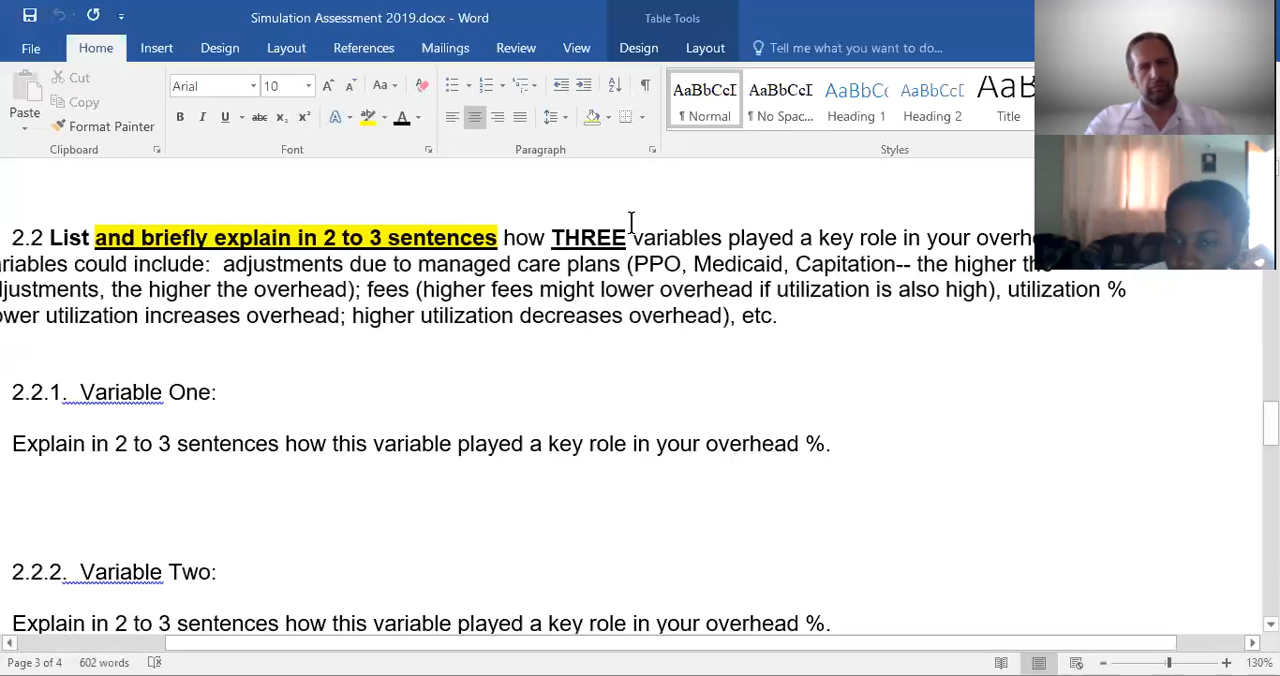 Simulation Assessment 2019.docx - Word
Table Tools
File Home Insert Design Layout References Mailings Review View Design Layout Tell me what you want to do...
Paste
Cut
Copy
Format Painter
Clipboard
Arial 10
Aa
B I U abc x₂ x² A ab A
Font
Paragraph
AaBbCcI AaBbCcI AaBbCc AaBbCcI AaBb
¶ Normal ¶ No Spac... Heading 1 Heading 2 Title
Styles
2.2 List and briefly explain in 2 to 3 sentences how THREE variables played a key role in your overh
ariables could include: adjustments due to managed care plans (PPO, Medicaid, Capitation-- the higher the
djustments, the higher the overhead); fees (higher fees might lower overhead if utilization is also high), utilization %
ower utilization increases overhead; higher utilization decreases overhead), etc.
2.2.1. Variable One:
Explain in 2 to 3 sentences how this variable played a key role in your overhead %.
2.2.2. Variable Two:
Explain in 2 to 3 sentences how this variable played a key role in your overhead %.
Page 3 of 4 602 words 130%